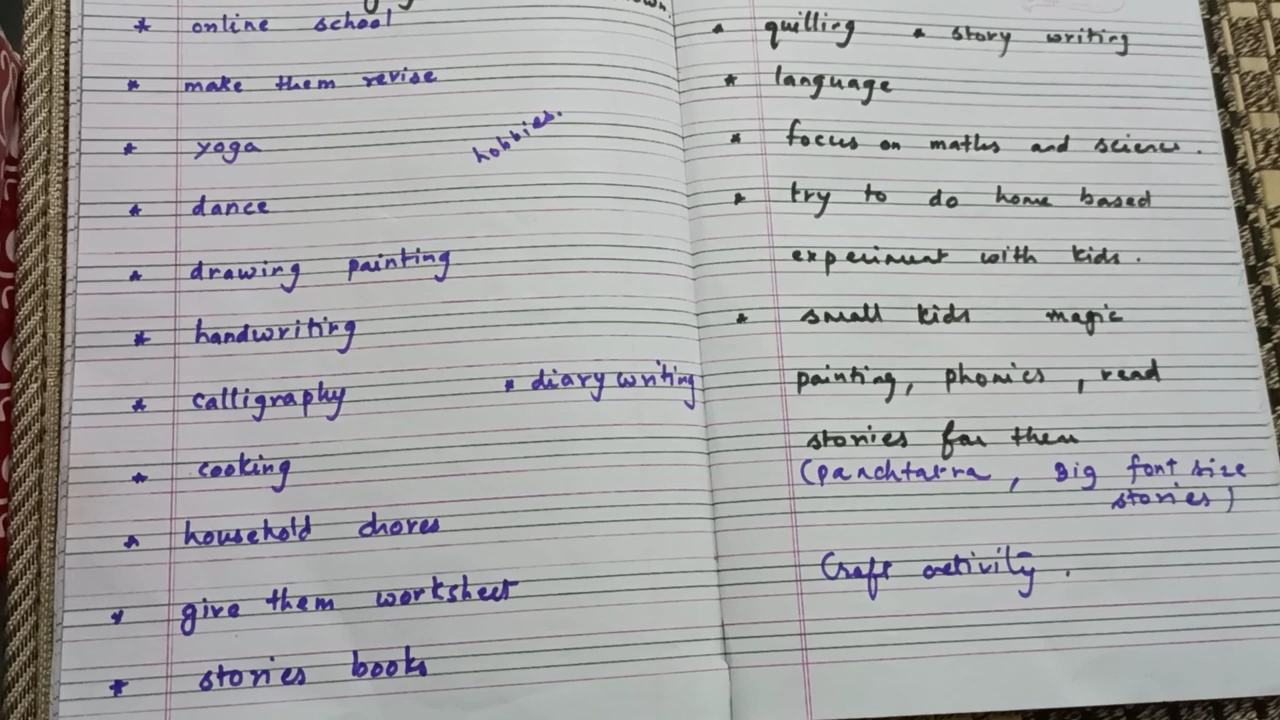 * online school
* make them revise
* yoga
hobbies.
* dance
* drawing painting
* handwriting
* calligraphy
* diary writing
* cooking
* household chores
* give them worksheet
* stories books
* quilling * story writing
* language
* focus on maths and science.
* try to do home based
experiment with kids.
* small kids magic
painting, phonics, read
stories for them
(panchtatra, Big font size
stories)
Craft activity.